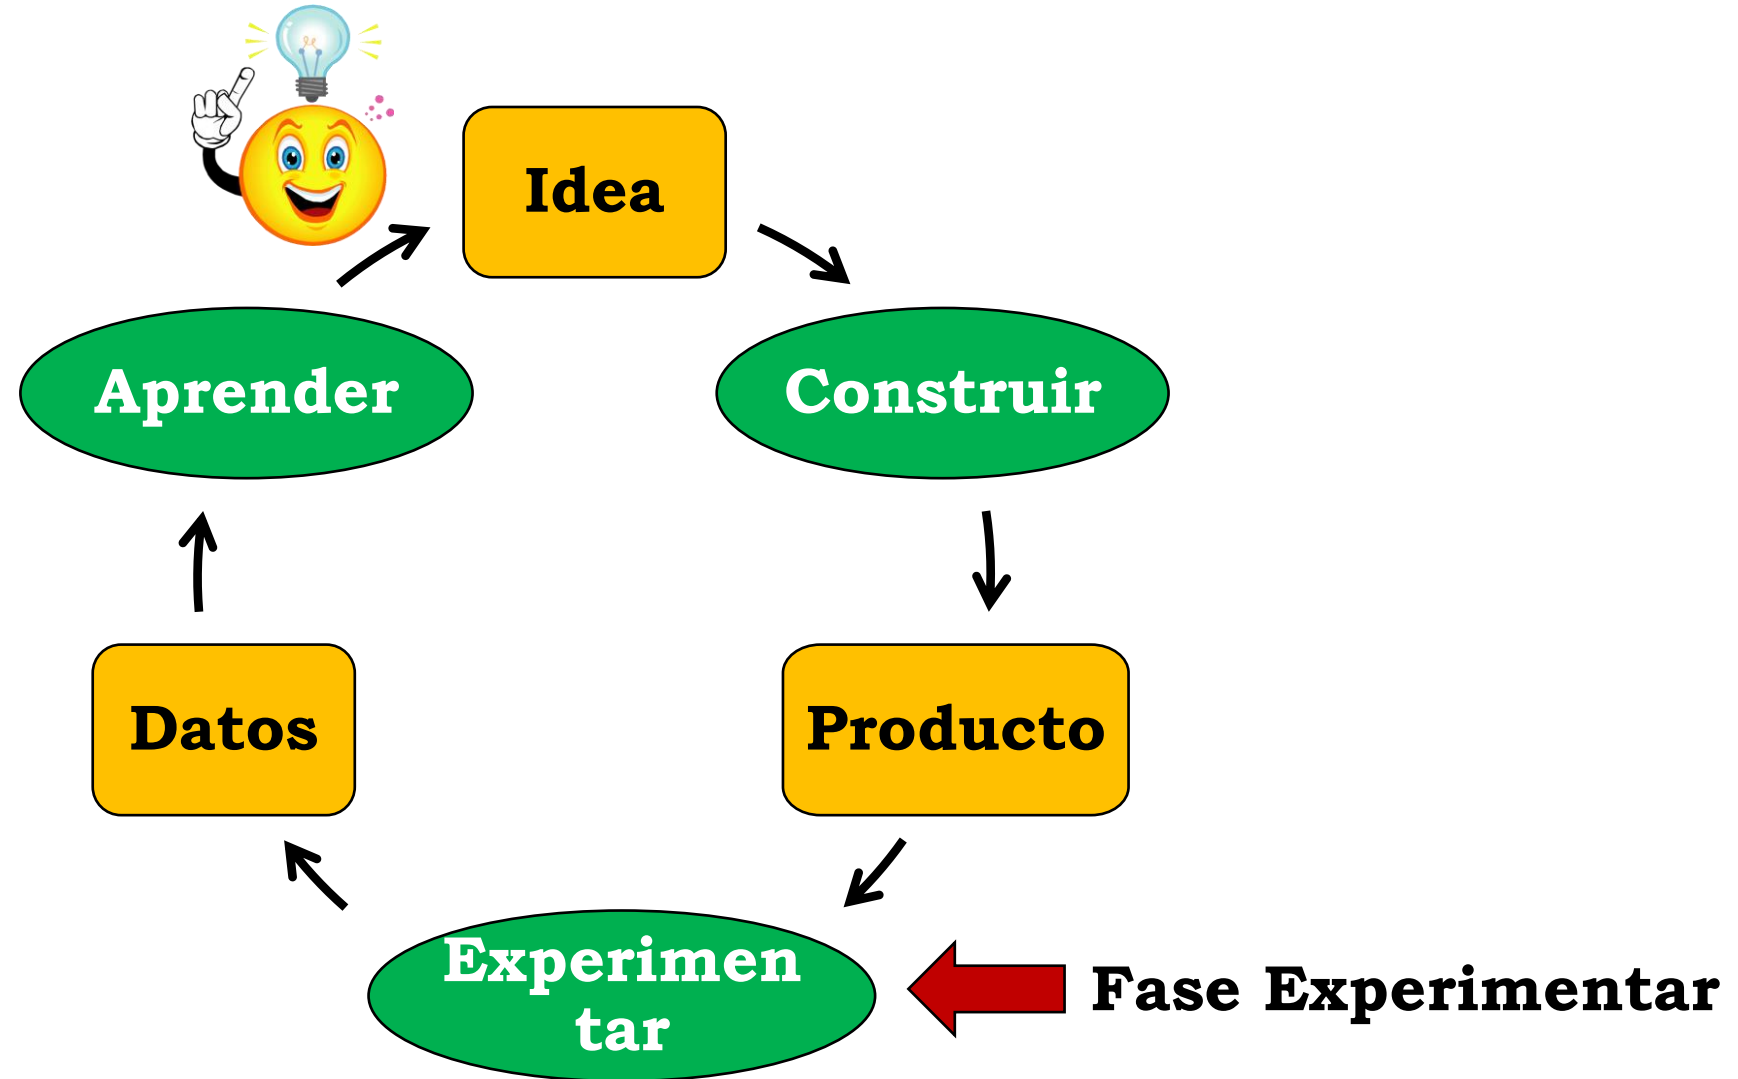 Idea
Aprender
Construir
Datos
Producto
Experimen
tar
Fase Experimentar